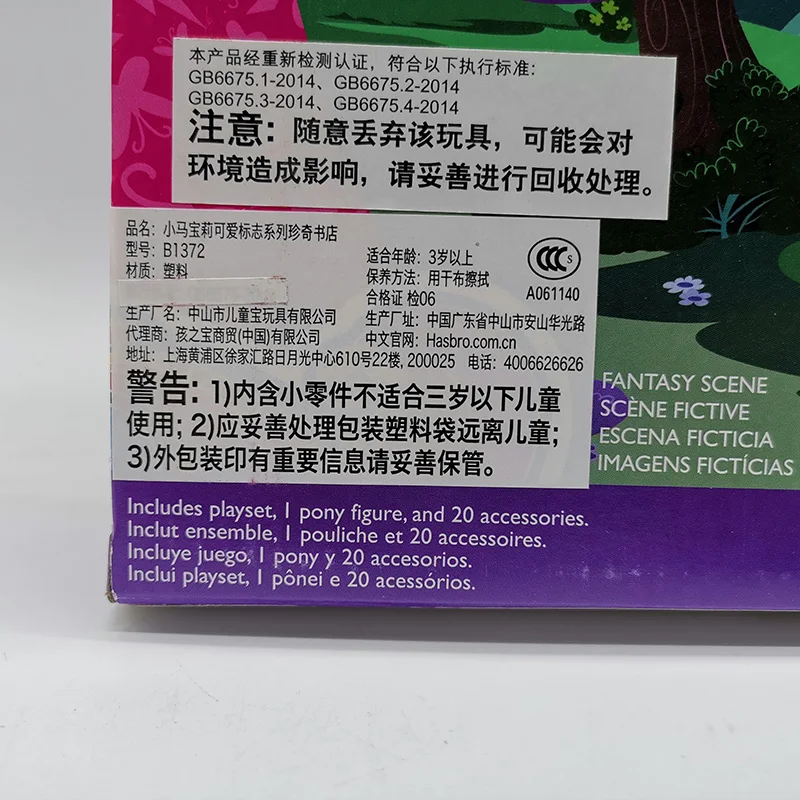 本产品经重新检测认证，符合以下执行标准：
GB6675.1-2014、GB6675.2-2014
GB6675.3-2014、GB6675.4-2014
注意: 随意丢弃该玩具，可能会对
环境造成影响，请妥善进行回收处理。
品名：小马宝莉可爱标志系列珍奇书店
型号：B1372
材质：塑料
适合年龄：3岁以上
保养方法：用干布擦拭
合格证 检06
CCC S
A061140
生产厂名：中山市儿童宝玩具有限公司
生产厂址：中国广东省中山市安山华光路
代理商：孩之宝商贸(中国)有限公司
中文官网：Hasbro.com.cn
地址：上海黄浦区徐家汇路日月光中心610号22楼, 200025 电话：4006626626
警告: 1)内含小零件不适合三岁以下儿童
使用; 2)应妥善处理包装塑料袋远离儿童;
3)外包装印有重要信息请妥善保管。
FANTASY SCENE
SCÈNE FICTIVE
ESCENA FICTICIA
IMAGENS FICTÍCIAS
Includes playset, 1 pony figure, and 20 accessories.
Inclut ensemble, 1 pouliche et 20 accessoires.
Incluye juego, 1 pony y 20 accesorios.
Inclui playset, 1 pônei e 20 acessórios.